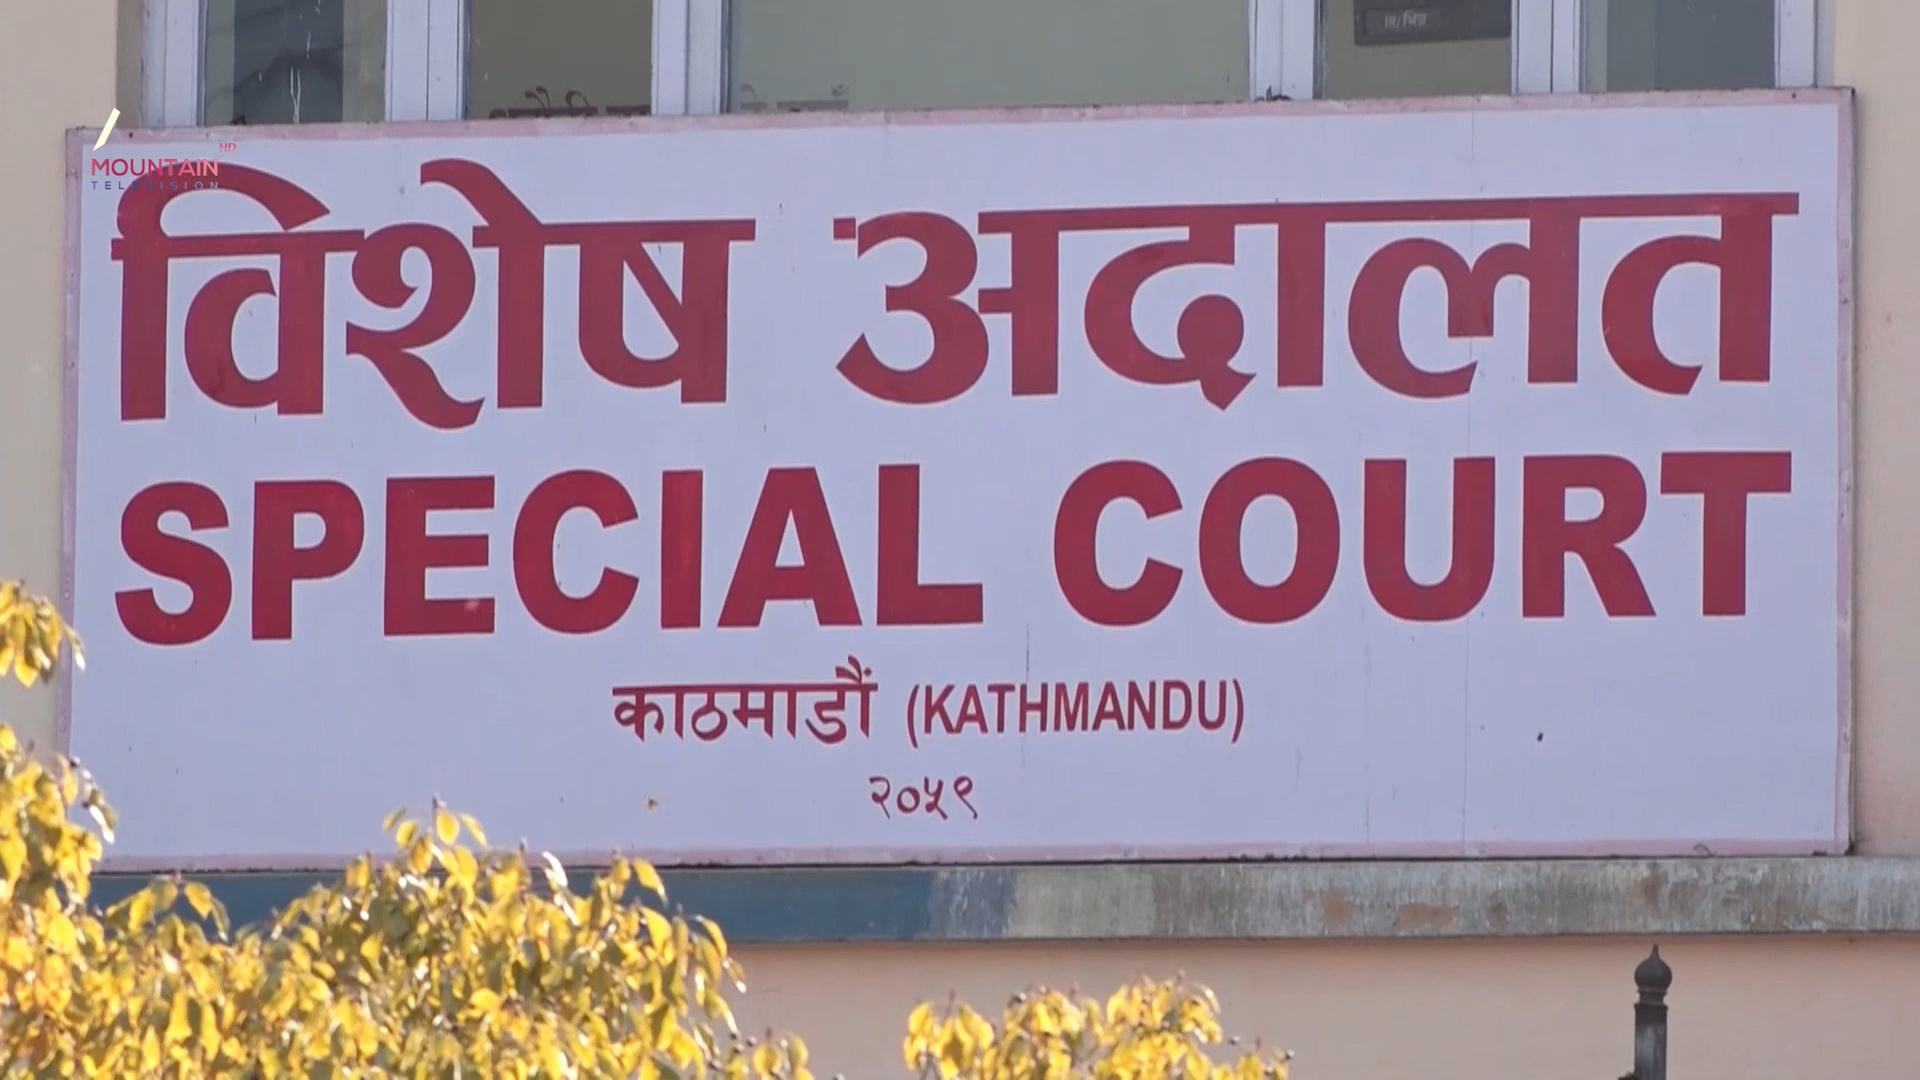 MOUNTAIN HD
TELEVISION
विशेष अदालत
SPECIAL COURT
काठमाडौं (KATHMANDU)
२०५९